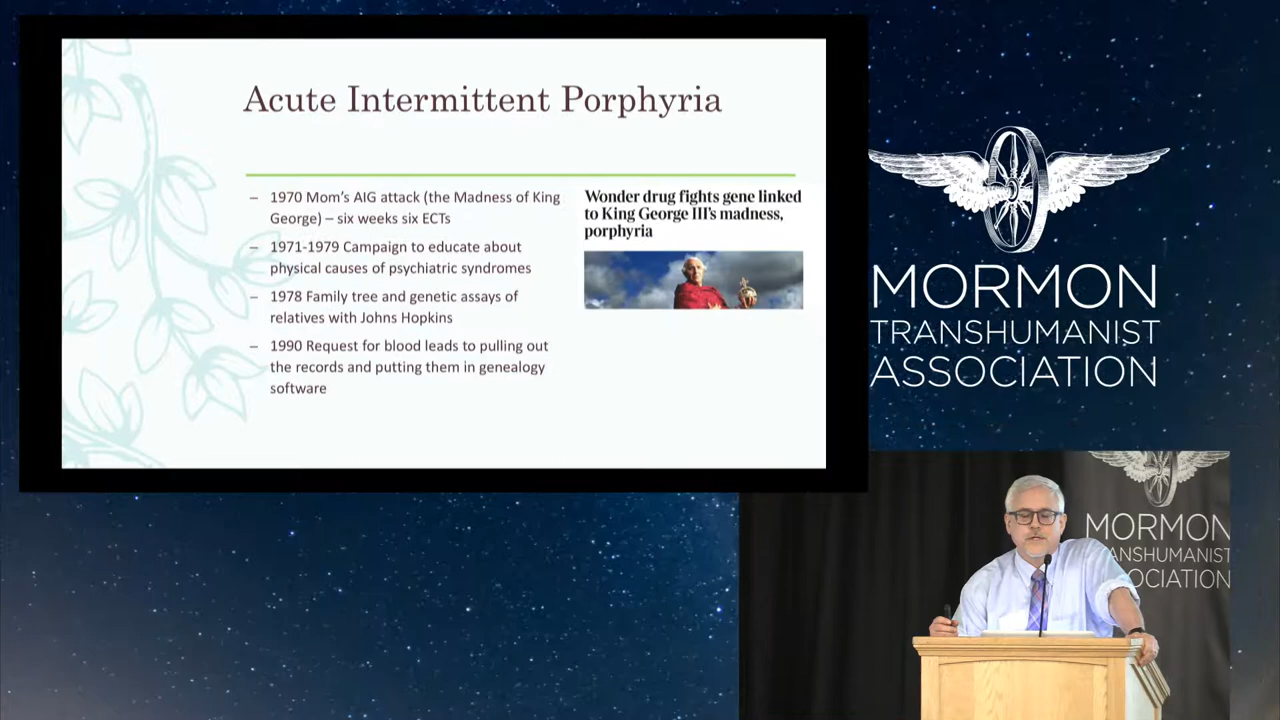 Acute Intermittent Porphyria
– 1970 Mom's AIG attack (the Madness of King
George) – six weeks six ECTs
– 1971-1979 Campaign to educate about
physical causes of psychiatric syndromes
– 1978 Family tree and genetic assays of
relatives with Johns Hopkins
– 1990 Request for blood leads to pulling out
the records and putting them in genealogy
software
Wonder drug fights gene linked
to King George III's madness,
porphyria
MORMON
TRANSHUMANIST
ASSOCIATION
MORMON
ANSHUMANIST
OCIATION